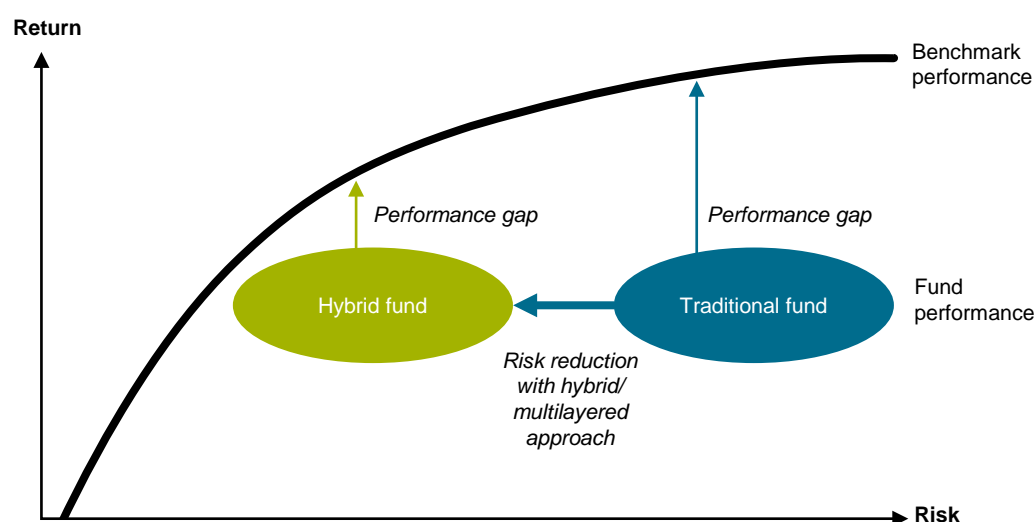 Return
Benchmark
performance
Performance gap
Performance gap
Hybrid fund
Traditional fund
Fund
performance
Risk reduction
with hybrid/
multilayered
approach
Risk